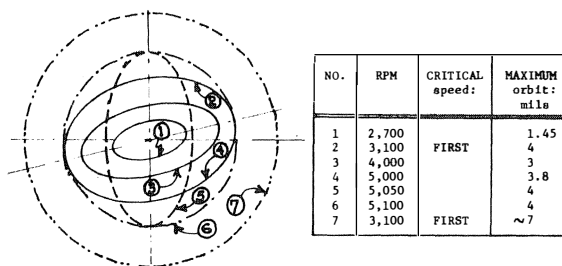 1
2
3
4
5
6
7
NO. RPM CRITICAL speed: MAXIMUM orbit: mils
1 2,700 1.45
2 3,100 FIRST 4
3 4,000 3
4 5,000 3.8
5 5,050 4
6 5,100 4
7 3,100 FIRST ~7